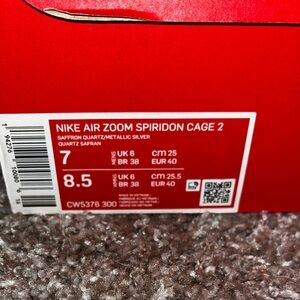 NIKE AIR ZOOM SPIRIDON CAGE 2
SAFFRON QUARTZ/METALLIC SILVER
QUARTZ SAFRAN
7 UK 6 CM 25
BR 38 EUR 40
8.5 UK 6 CM 25.5
BR 38 EUR 40
CW5376 300